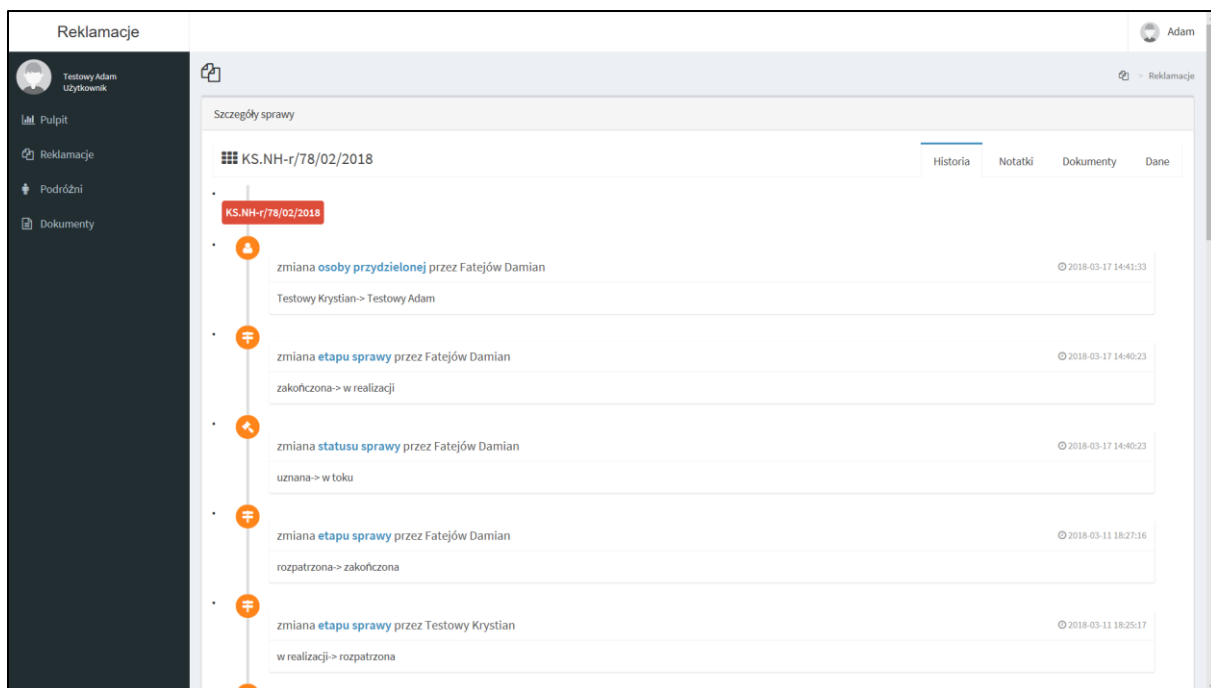 Reklamacje
Adam
Testowy Adam
Użytkownik
> Reklamacje
Pulpit
Reklamacje
Podróżni
Dokumenty
Szczegóły sprawy
KS.NH-r/78/02/2018
Historia Notatki Dokumenty Dane
KS.NH-r/78/02/2018
zmiana osoby przydzielonej przez Fatejów Damian 2018-03-17 14:41:33
Testowy Krystian-> Testowy Adam
zmiana etapu sprawy przez Fatejów Damian 2018-03-17 14:40:23
zakończona-> w realizacji
zmiana statusu sprawy przez Fatejów Damian 2018-03-17 14:40:23
uznana-> w toku
zmiana etapu sprawy przez Fatejów Damian 2018-03-11 18:27:16
rozpatrzona-> zakończona
zmiana etapu sprawy przez Testowy Krystian 2018-03-11 18:25:17
w realizacji-> rozpatrzona